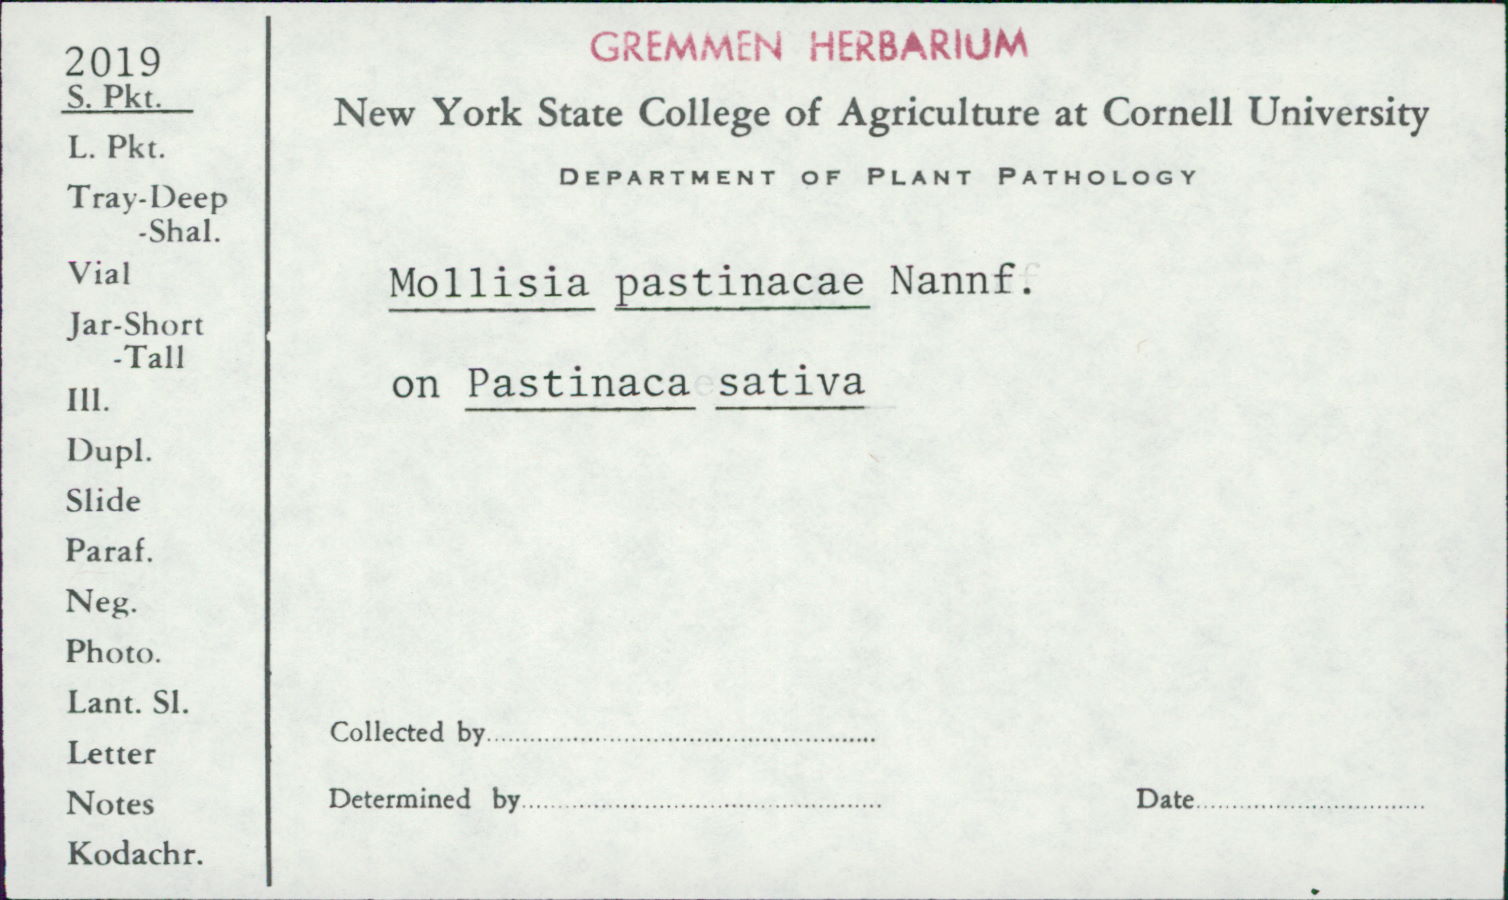 GREMMEN HERBARIUM
New York State College of Agriculture at Cornell University
DEPARTMENT OF PLANT PATHOLOGY
2019
S. Pkt.
L. Pkt.
Tray-Deep
-Shal.
Vial
Jar-Short
-Tall
Ill.
Dupl.
Slide
Paraf.
Neg.
Photo.
Lant. Sl.
Letter
Notes
Kodachr.
Mollisia pastinacae Nannf.
on Pastinaca sativa
Collected by
Determined by
Date